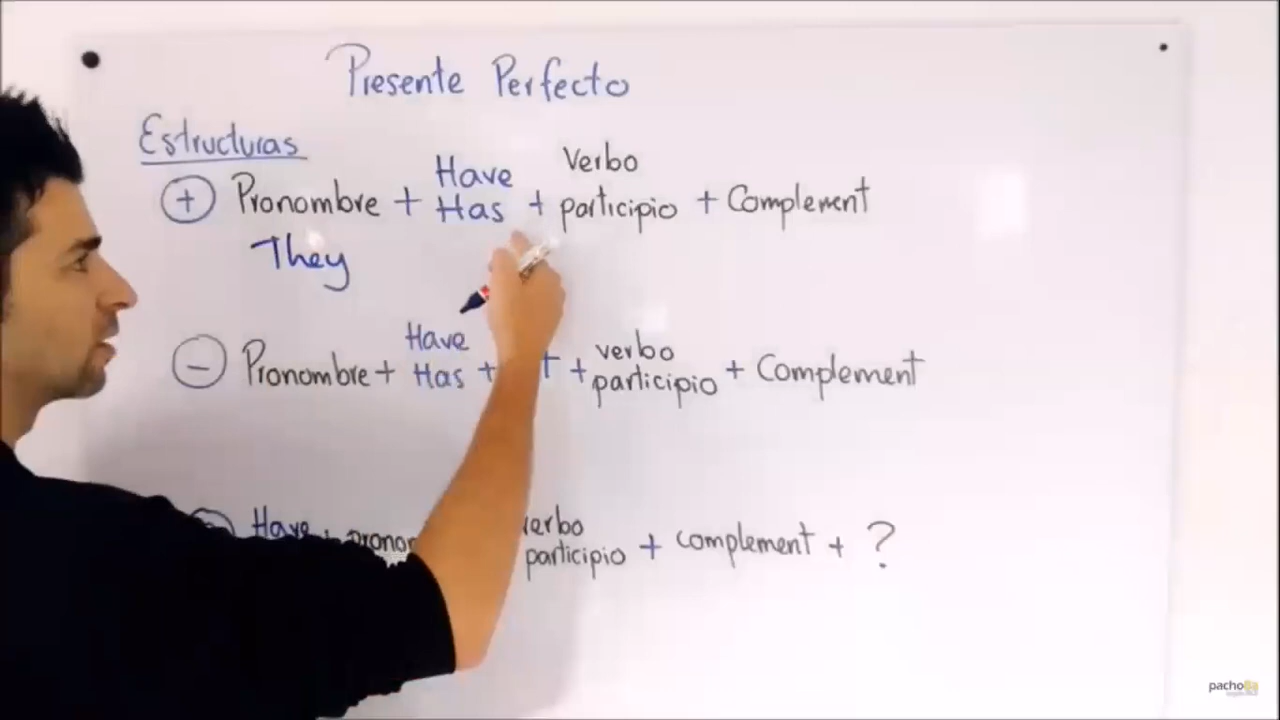 Presente Perfecto
Estructuras
+ Pronombre + Have Has + Verbo participio + Complement
They
- Pronombre + Have Has + + verbo participio + Complement
Have + verbo participio + complement + ?
pacho8a